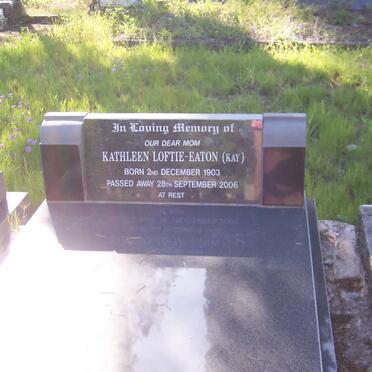 In Loving Memory of
OUR DEAR MOM
KATHLEEN LOFTIE-EATON (KAY)
BORN 2ND DECEMBER 1903
PASSED AWAY 28TH SEPTEMBER 2006
AT REST